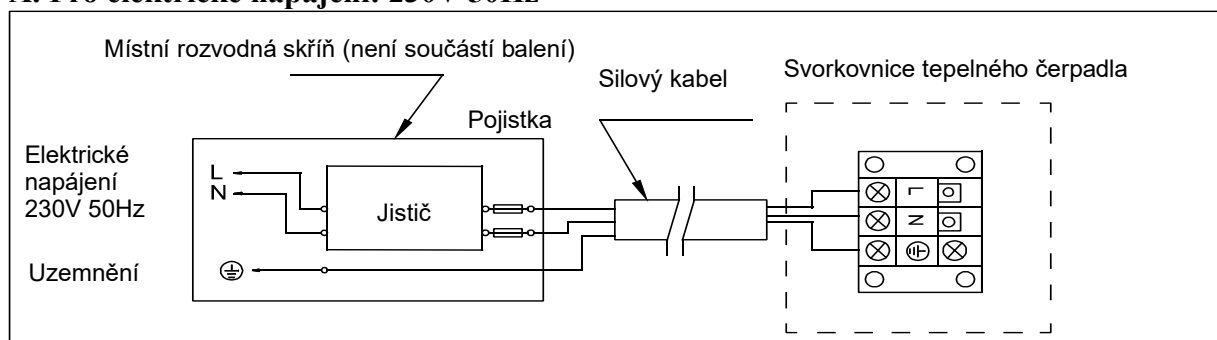 A. Pro elektrické napájení: 230V 50Hz
Místní rozvodná skříň (není součástí balení)
Silový kabel
Svorkovnice tepelného čerpadla
Pojistka
Elektrické
napájení
230V 50Hz
L
N
Jistič
L
N
Uzemnění